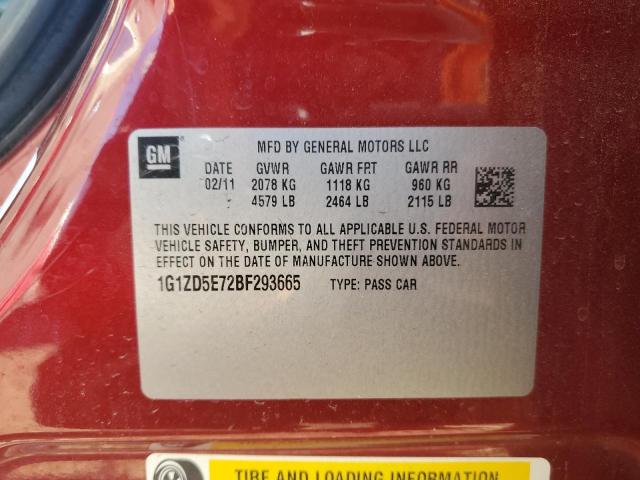 GM
MFD BY GENERAL MOTORS LLC
DATE GVWR GAWR FRT GAWR RR
02/11 2078 KG 1118 KG 960 KG
4579 LB 2464 LB 2115 LB
THIS VEHICLE CONFORMS TO ALL APPLICABLE U.S. FEDERAL MOTOR
VEHICLE SAFETY, BUMPER, AND THEFT PREVENTION STANDARDS IN
EFFECT ON THE DATE OF MANUFACTURE SHOWN ABOVE.
1G1ZD5E72BF293665 TYPE: PASS CAR
TIRE AND LOADING INFORMATION